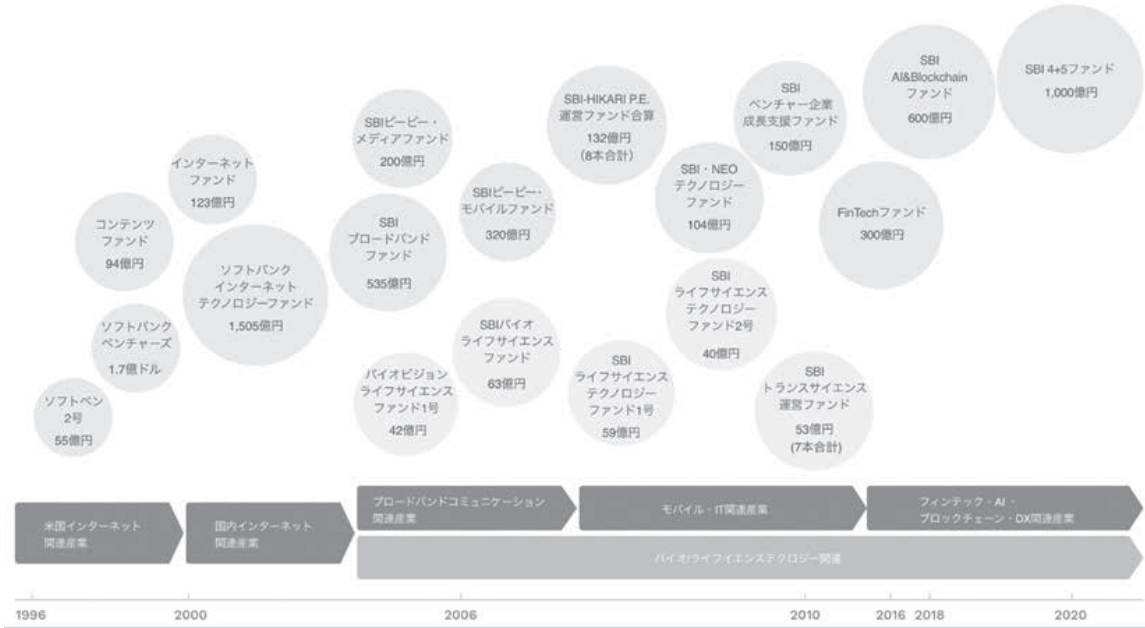 ソフトベン
2号
55億円
ソフトバンク
ベンチャーズ
1.7億ドル
コンテンツ
ファンド
94億円
インターネット
ファンド
123億円
ソフトバンク
インターネット
テクノロジーファンド
1,505億円
SBIビービー・
メディアファンド
200億円
SBI
ブロードバンド
ファンド
535億円
バイオビジョン
ライフサイエンス
ファンド1号
42億円
SBIビービー・
モバイルファンド
320億円
SBIバイオ
ライフサイエンス
ファンド
63億円
SBI-HIKARI P.E.
運営ファンド合算
132億円
(8本合計)
SBI
ライフサイエンス
テクノロジー
ファンド1号
59億円
SBI・NEO
テクノロジー
ファンド
104億円
SBI
ライフサイエンス
テクノロジー
ファンド2号
40億円
SBI
ベンチャー企業
成長支援ファンド
150億円
SBI
トランスサイエンス
運営ファンド
53億円
(7本合計)
SBI
AI&Blockchain
ファンド
600億円
FinTechファンド
300億円
SBI 4+5ファンド
1,000億円
米国インターネット
関連産業
国内インターネット
関連産業
ブロードバンドコミュニケーション
関連産業
モバイル・IT関連産業
フィンテック・AI・
ブロックチェーン・DX関連産業
バイオ/ライフイエンステクロジー関連
1996
2000
2006
2010
2016
2018
2020